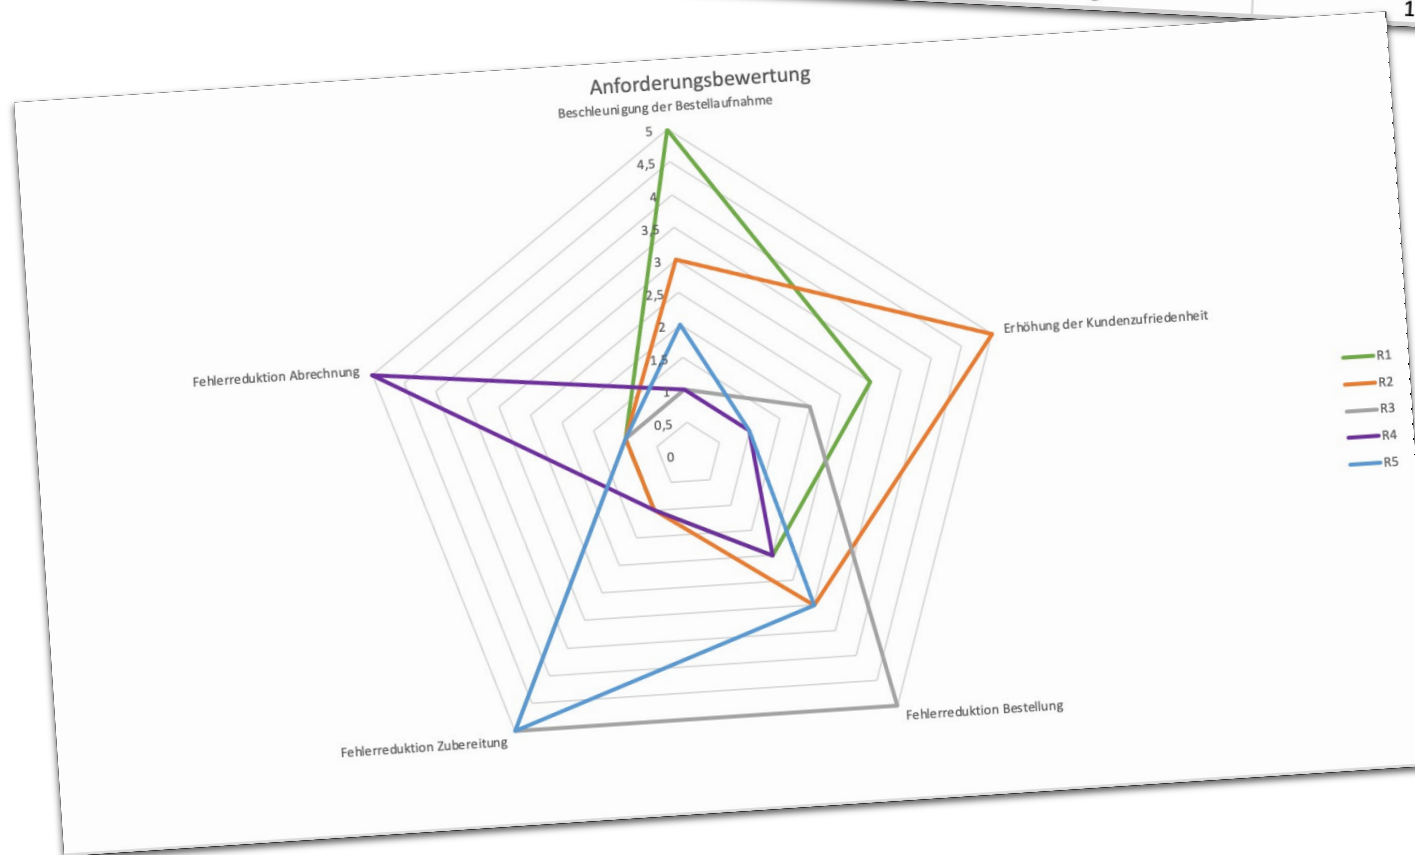 1
Anforderungsbewertung
Beschleunigung der Bestellaufnahme
5
4,5
4
3,5
3
2,5
2
1,5
1
0,5
0
Erhöhung der Kundenzufriedenheit
Fehlerreduktion Bestellung
Fehlerreduktion Zubereitung
Fehlerreduktion Abrechnung
R1
R2
R3
R4
R5